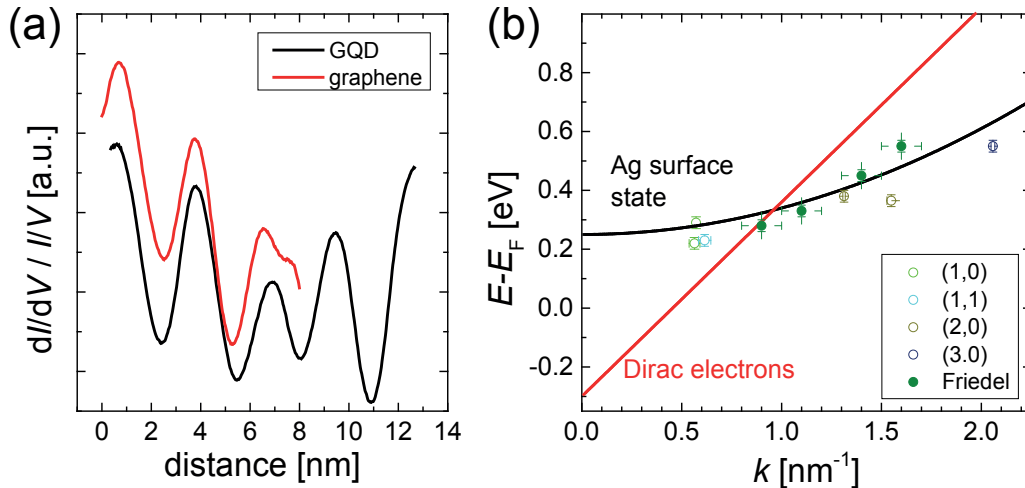 (a)
GQD
graphene
dI/dV / I/V [a.u.]
0 2 4 6 8 10 12 14
distance [nm]
(b)
0.8
0.6
0.4
0.2
0.0
-0.2
E-E_F [eV]
Ag surface
state
Dirac electrons
(1,0)
(1,1)
(2,0)
(3.0)
Friedel
0.0 0.5 1.0 1.5 2.0
k [nm⁻¹]